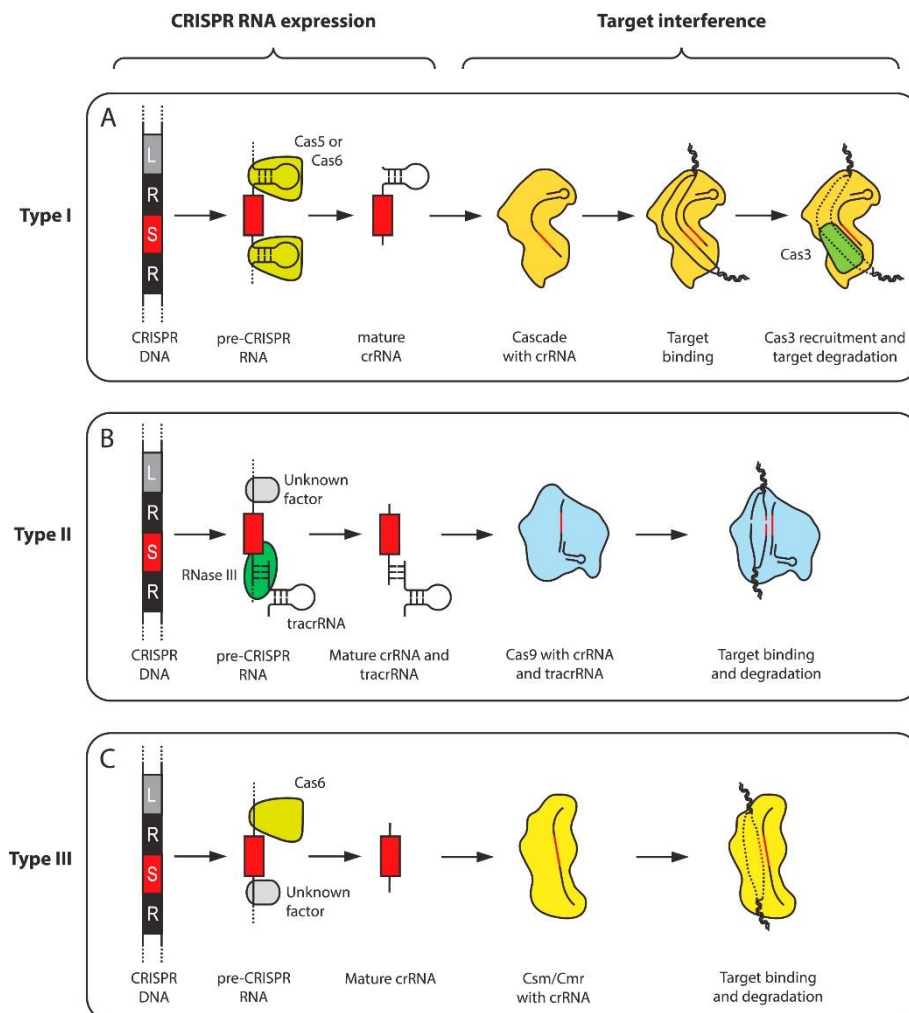 CRISPR RNA expression
Target interference
Type I
A
L
R
S
R
Cas5 or
Cas6
Cas3
CRISPR
DNA
pre-CRISPR
RNA
mature
crRNA
Cascade
with crRNA
Target
binding
Cas3 recruitment and
target degradation
Type II
B
L
R
S
R
Unknown
factor
RNase III
tracrRNA
CRISPR
DNA
pre-CRISPR
RNA
Mature crRNA and
tracrRNA
Cas9 with crRNA
and tracrRNA
Target binding
and degradation
Type III
C
L
R
S
R
Cas6
Unknown
factor
CRISPR
DNA
pre-CRISPR
RNA
Mature crRNA
Csm/Cmr
with crRNA
Target binding
and degradation